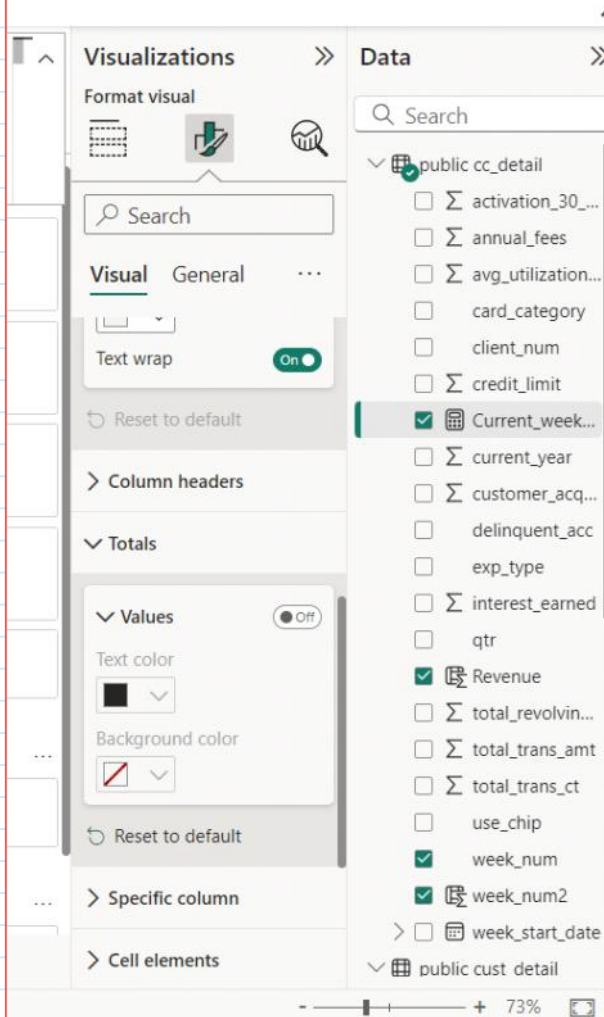 Visualizations
Format visual
Search
Visual General ...
Text wrap On
Reset to default
Column headers
Totals
Values Off
Text color
Background color
Reset to default
Specific column
Cell elements
Data
Search
public cc_detail
activation_30_...
annual_fees
avg_utilization...
card_category
client_num
credit_limit
Current_week...
current_year
customer_acq...
delinquent_acc
exp_type
interest_earned
qtr
Revenue
total_revolvin...
total_trans_amt
total_trans_ct
use_chip
week_num
week_num2
week_start_date
public cust_detail
- + 73%